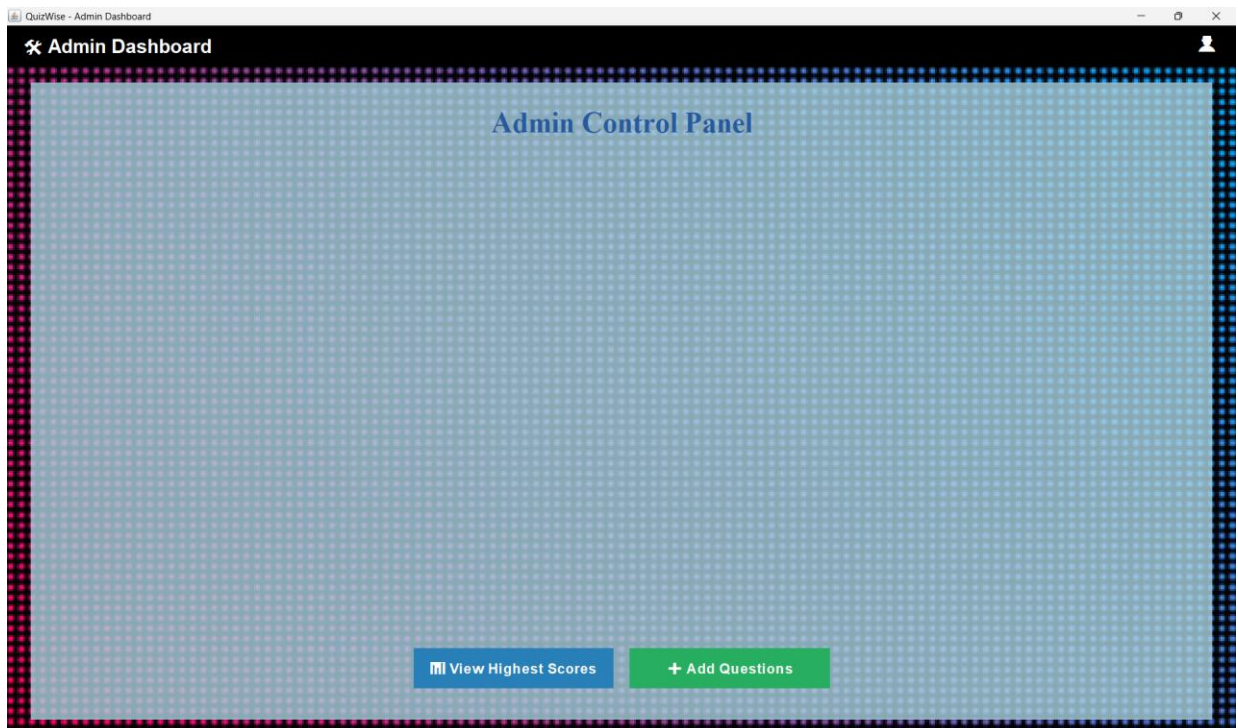 QuizWise - Admin Dashboard
Admin Dashboard
Admin Control Panel
View Highest Scores
+ Add Questions